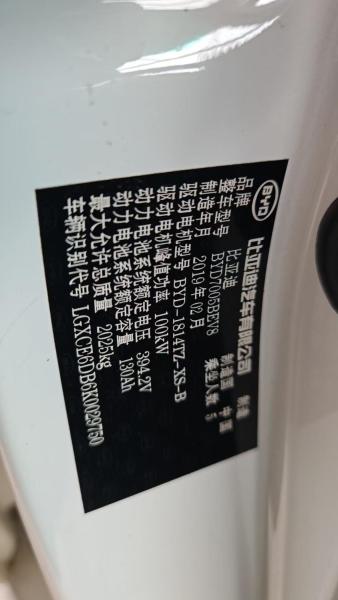 BYD 比亚迪汽车有限公司 制造
品牌 比亚迪 制造国 中国
整车型号 BYD7005BEV8 乘坐人数 5
制造年月 2019年02月
驱动电机型号 BYD-1814TZ-XS-B
驱动电机峰值功率 100kW
动力电池系统额定电压 394.2V
动力电池系统额定容量 130Ah
最大允许总质量 2025kg
车辆识别代号 LGXCE6DB6K0029750